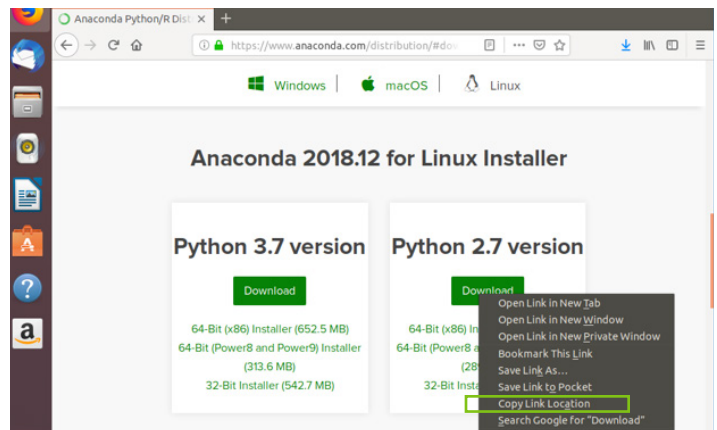 Anaconda Python/R Dist
https://www.anaconda.com/distribution/#dow
Windows
macOS
Linux
Anaconda 2018.12 for Linux Installer
Python 3.7 version
Download
64-Bit (x86) Installer (652.5 MB)
64-Bit (Power8 and Power9) Installer
(313.6 MB)
32-Bit Installer (542.7 MB)
Python 2.7 version
Download
64-Bit (x86) In
64-Bit (Power8 a
(28
32-Bit Insta
Open Link in New Tab
Open Link in New Window
Open Link in New Private Window
Bookmark This Link
Save Link As...
Save Link to Pocket
Copy Link Location
Search Google for "Download"